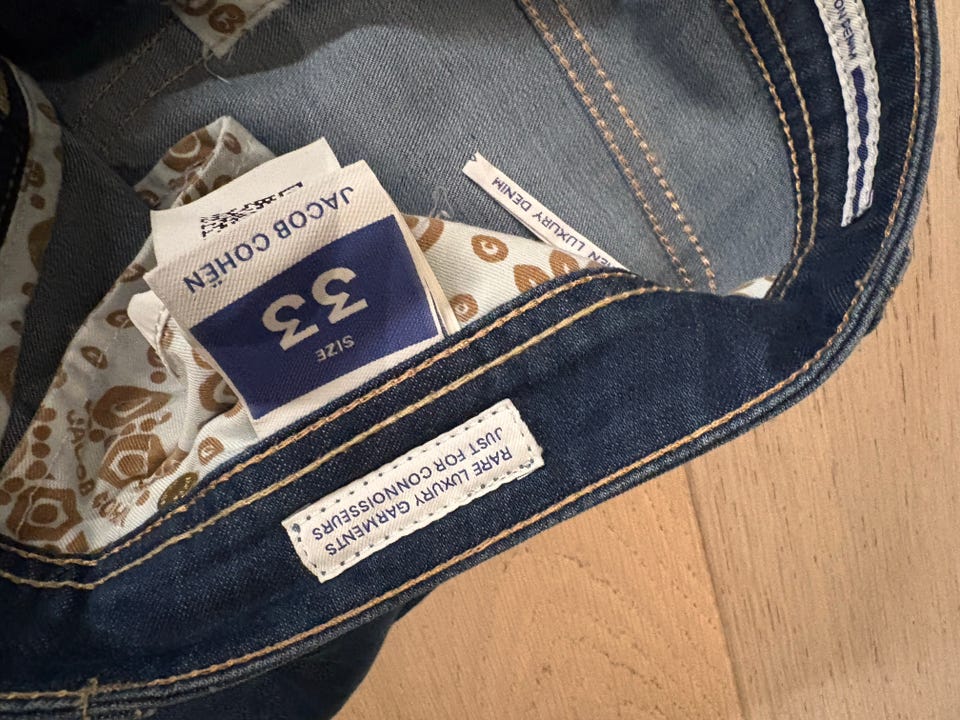 JACOB COHËN
33
SIZE
LUXURY DENIM
RARE LUXURY GARMENTS
JUST FOR CONNOISSEURS